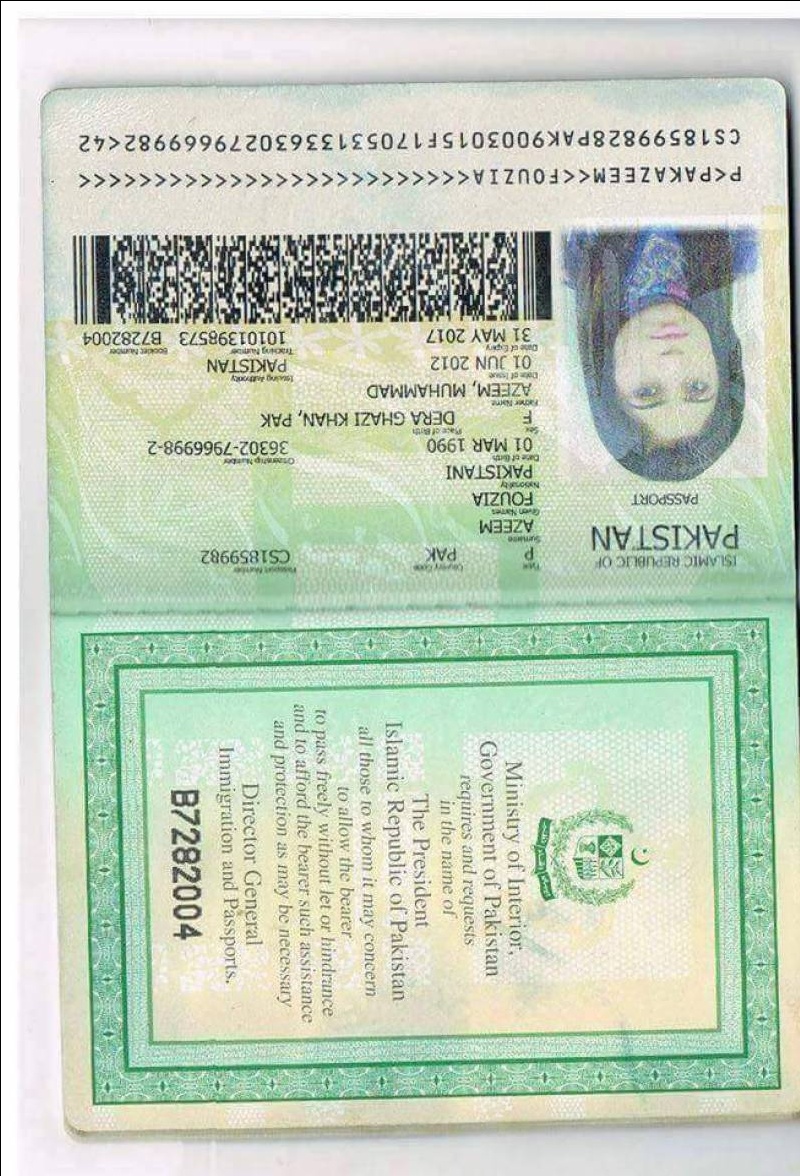 ISLAMIC REPUBLIC OF
PAKISTAN
PASSPORT
Type Country Code Passport Number
P PAK CS1859982
Surname
AZEEM
Given Names
FOUZIA
Nationality
PAKISTANI
Date of Birth Citizenship Number
01 MAR 1990 36302-7966998-2
Sex Place of Birth
F DERA GHAZI KHAN, PAK
Father Name
AZEEM, MUHAMMAD
Date of Issue Issuing Authority
01 JUN 2012 PAKISTAN
Date of Expiry Tracking Number Booklet Number
31 MAY 2017 10101398573 B7282004
P<PAKAZEEM<<FOUZIA<<<<<<<<<<<<<<<<<<<<<<<<<<
CS18599828PAK9003015F17053133630279669982<42
Ministry of Interior,
Government of Pakistan
requires and requests
in the name of
The President
Islamic Republic of Pakistan
all those to whom it may concern
to allow the bearer
to pass freely without let or hindrance
and to afford the bearer such assistance
and protection as may be necessary
Director General
Immigration and Passports.
B7282004